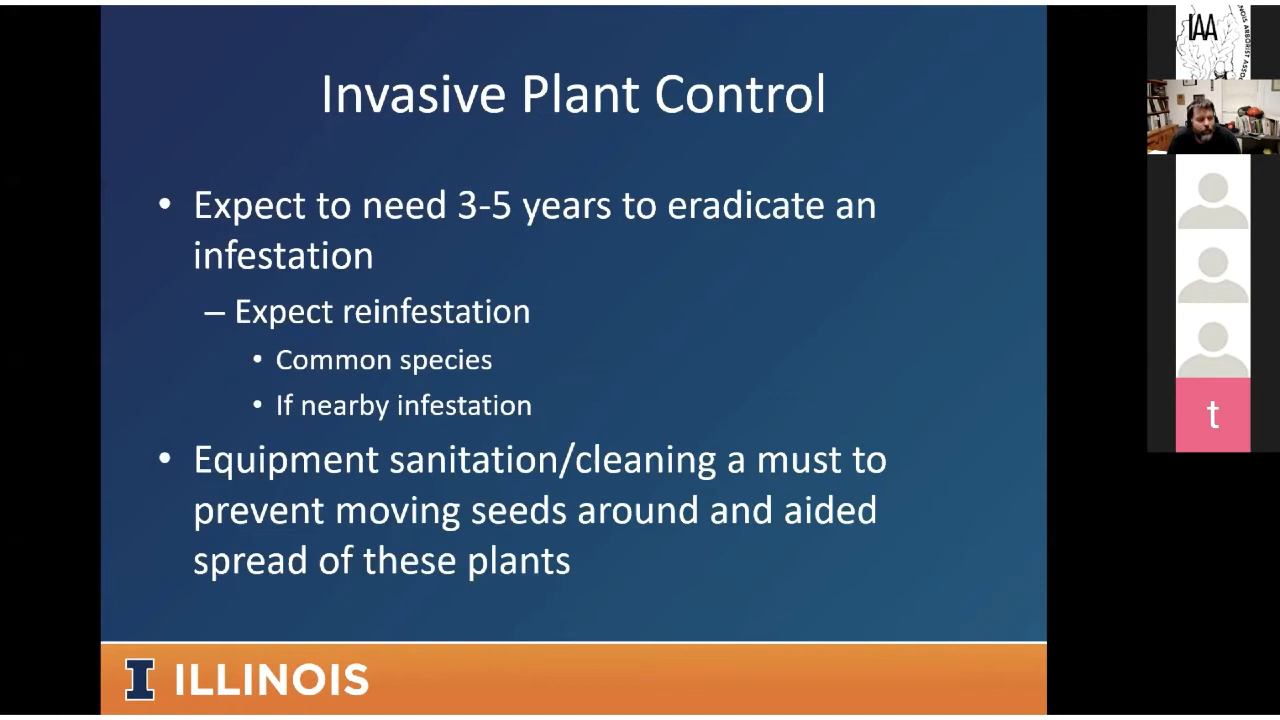 Invasive Plant Control
• Expect to need 3-5 years to eradicate an
infestation
– Expect reinfestation
• Common species
• If nearby infestation
• Equipment sanitation/cleaning a must to
prevent moving seeds around and aided
spread of these plants
I ILLINOIS
IAA
t